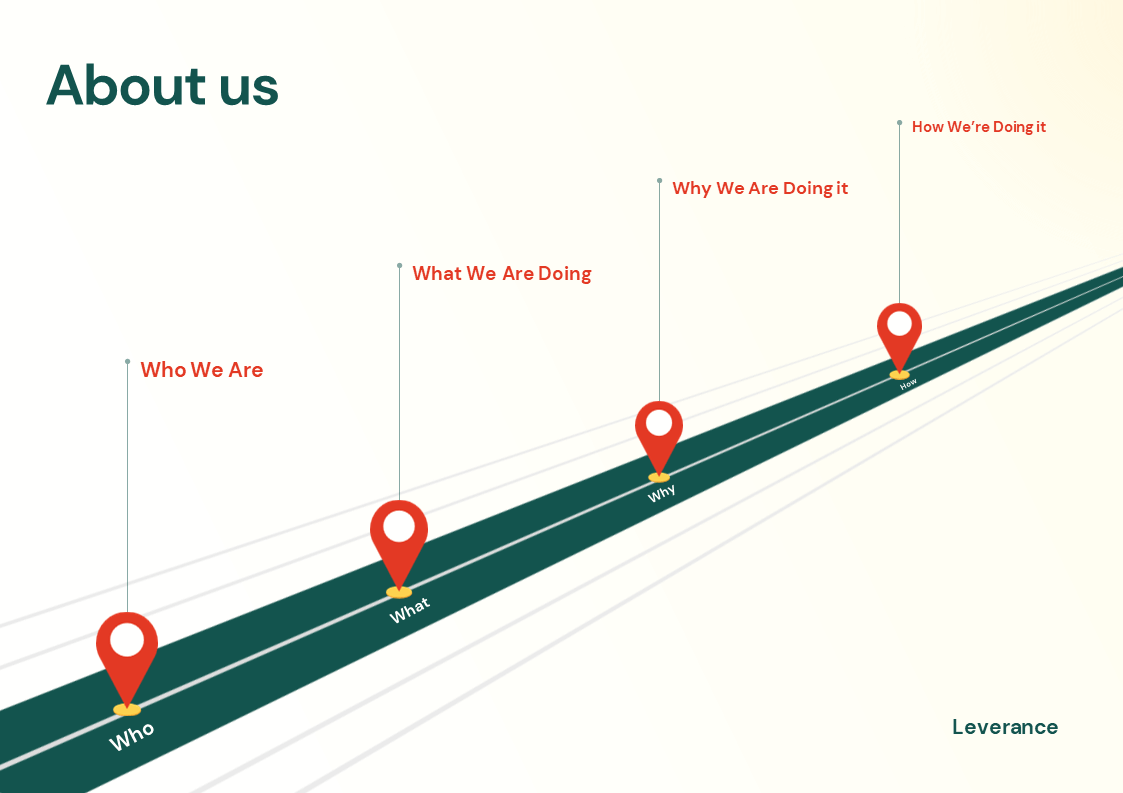 About us
How We’re Doing it
Why We Are Doing it
What We Are Doing
Who We Are
How
Why
What
Who
Leverance